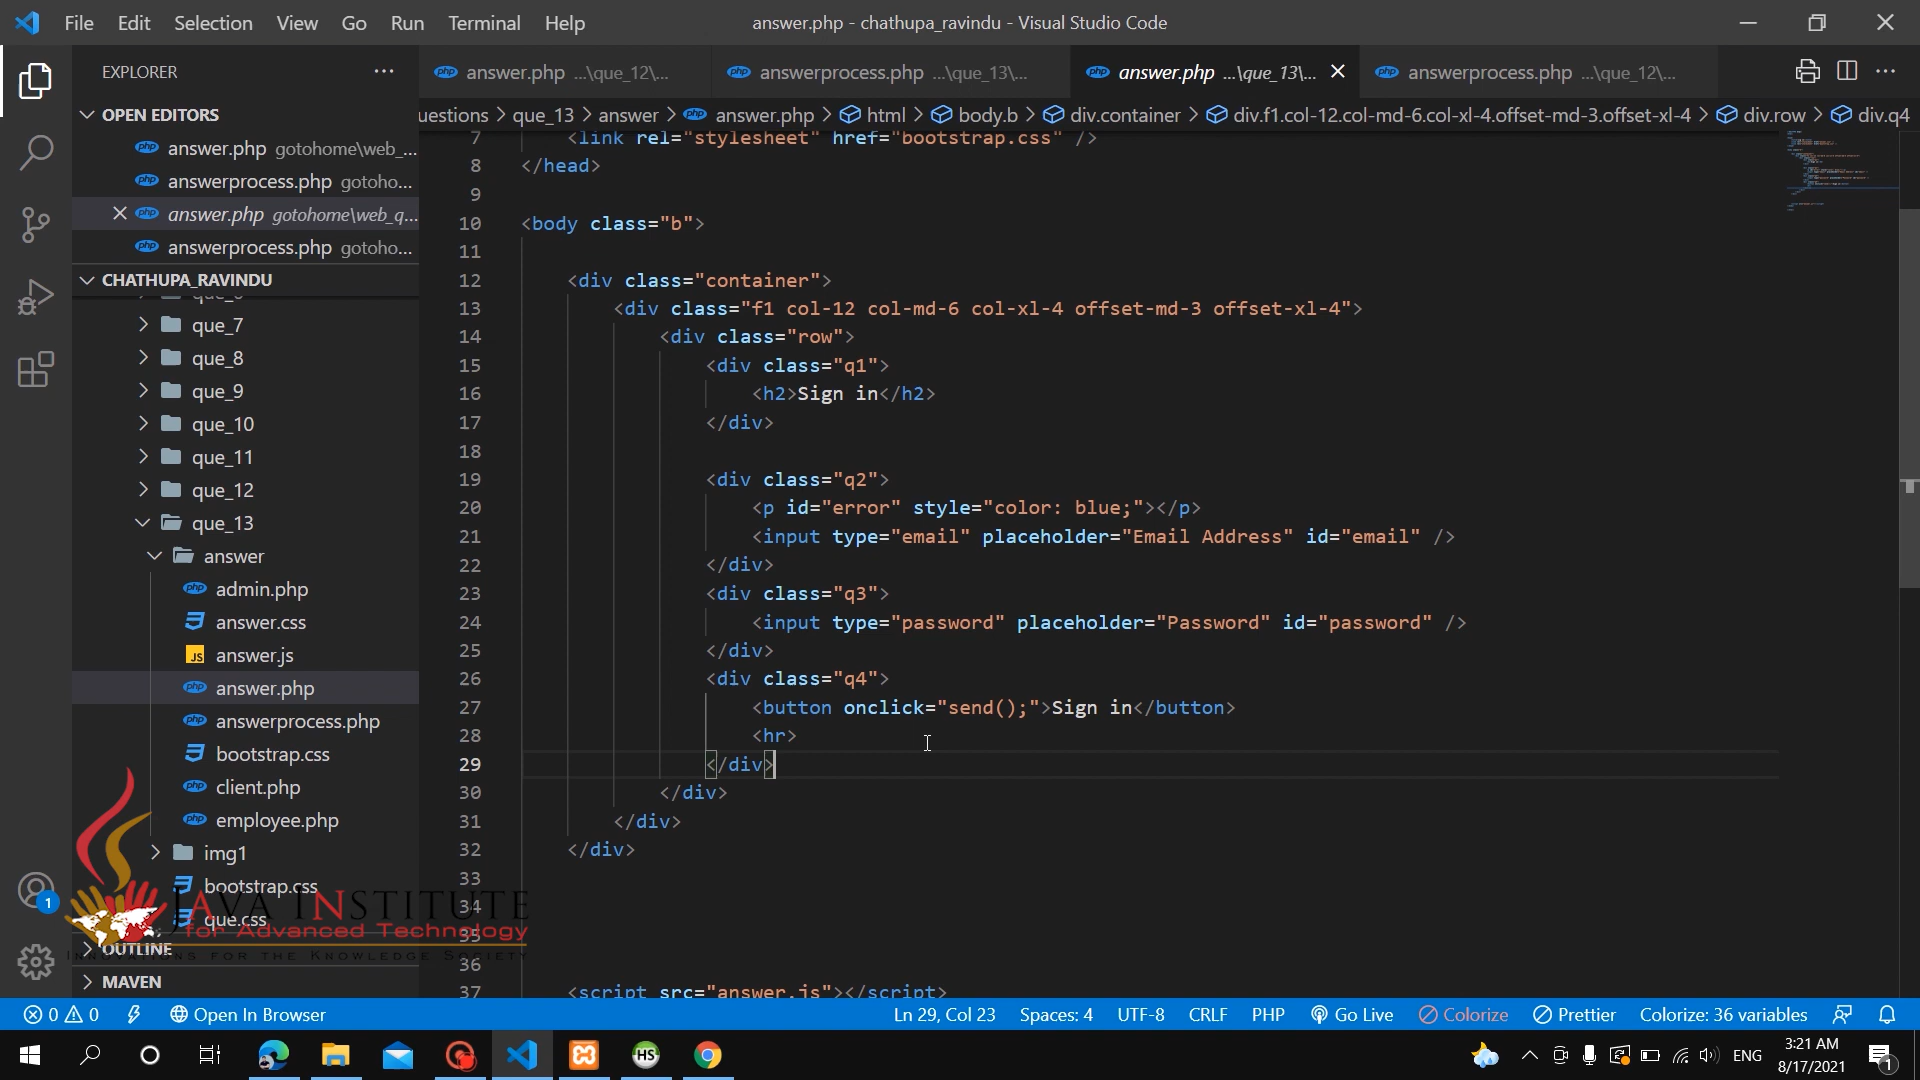 File Edit Selection View Go Run Terminal Help
answer.php - chathupa_ravindu - Visual Studio Code
EXPLORER
answer.php ...\que_12\...
answerprocess.php ...\que_13\...
answer.php ...\que_13\...
answerprocess.php ...\que_12\...
OPEN EDITORS
uestions > que_13 > answer > answer.php > html > body.b > div.container > div.f1.col-12.col-md-6.col-xl-4.offset-md-3.offset-xl-4 > div.row > div.q4
answer.php gotohome\web_...
answerprocess.php gotoho...
answer.php gotohome\web_q...
answerprocess.php gotoho...
CHATHUPA_RAVINDU
que_7
que_8
que_9
que_10
que_11
que_12
que_13
answer
admin.php
answer.css
answer.js
answer.php
answerprocess.php
bootstrap.css
client.php
employee.php
img1
bootstrap.css
que.css
OUTLINE
MAVEN
7 <link rel="stylesheet" href="bootstrap.css" />
8 </head>
9
10 <body class="b">
11
12 <div class="container">
13 <div class="f1 col-12 col-md-6 col-xl-4 offset-md-3 offset-xl-4">
14 <div class="row">
15 <div class="q1">
16 <h2>Sign in</h2>
17 </div>
18
19 <div class="q2">
20 <p id="error" style="color: blue;"></p>
21 <input type="email" placeholder="Email Address" id="email" />
22 </div>
23 <div class="q3">
24 <input type="password" placeholder="Password" id="password" />
25 </div>
26 <div class="q4">
27 <button onclick="send();">Sign in</button>
28 <hr>
29 </div>
30 </div>
31 </div>
32 </div>
33
34
35
36
37 <script src="answer.js"></script>
JAVA INSTITUTE
for Advanced Technology
INNOVATIONS FOR THE KNOWLEDGE SOCIETY
1
0 0 Open In Browser
Ln 29, Col 23 Spaces: 4 UTF-8 CRLF PHP Go Live Colorize Prettier Colorize: 36 variables
HS
ENG
3:21 AM
8/17/2021
1